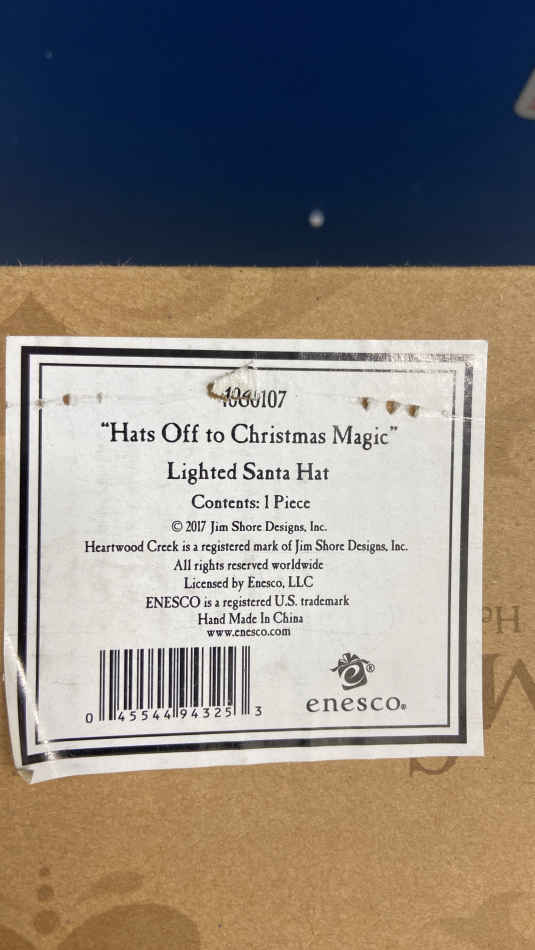 "Hats Off to Christmas Magic"
Lighted Santa Hat
Contents: 1 Piece
© 2017 Jim Shore Designs, Inc.
Heartwood Creek is a registered mark of Jim Shore Designs, Inc.
All rights reserved worldwide
Licensed by Enesco, LLC
ENESCO is a registered U.S. trademark
Hand Made In China
www.enesco.com
0 45544 94325 3
enesco®